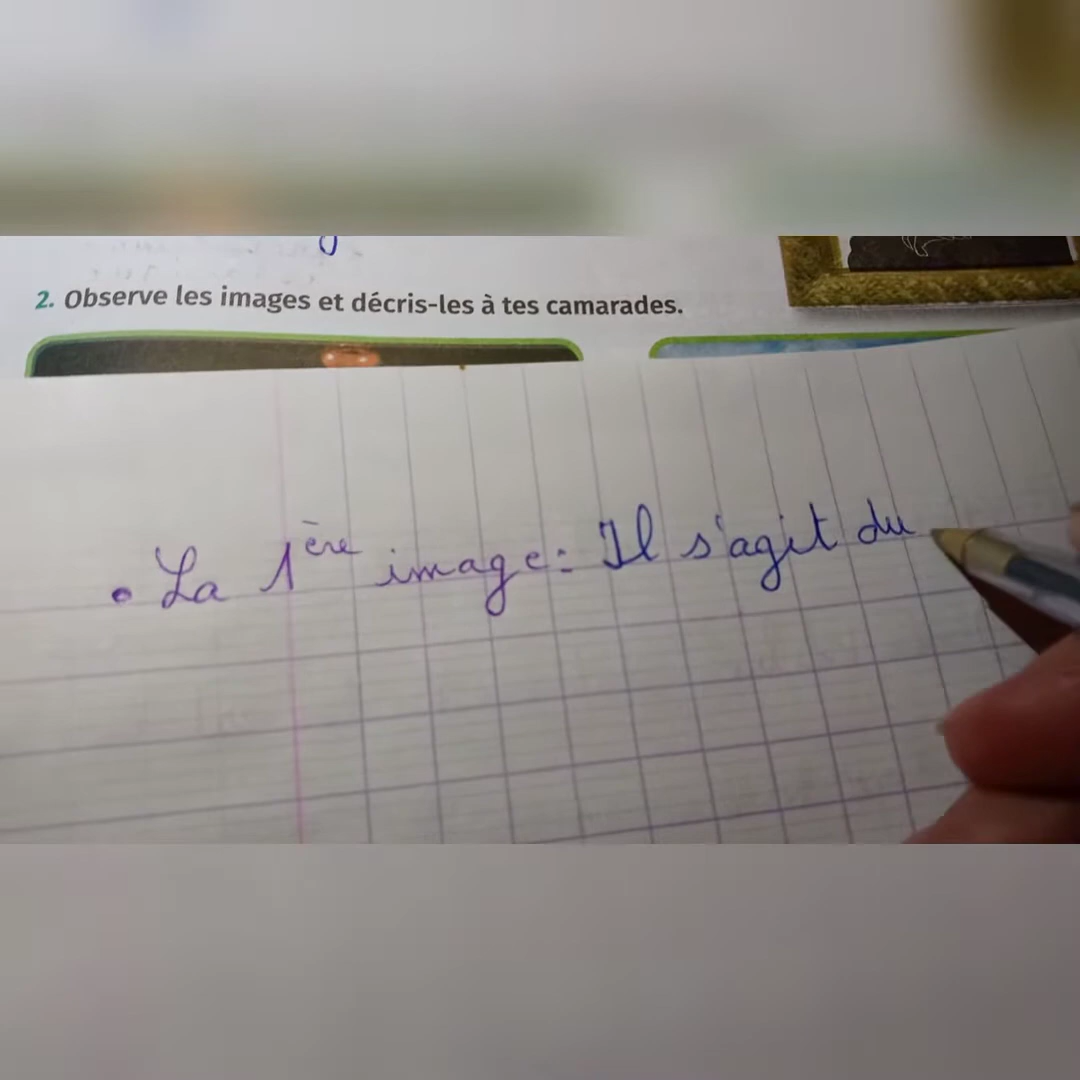 2. Observe les images et décris-les à tes camarades.
• La 1ère image : Il s'agit du